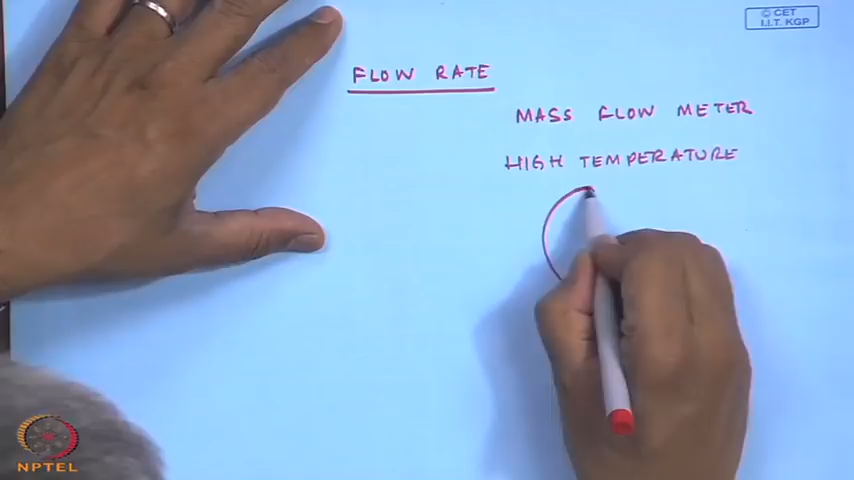 © CET
I.I.T. KGP
FLOW RATE
MASS FLOW METER
HIGH TEMPERATURE
NPTEL